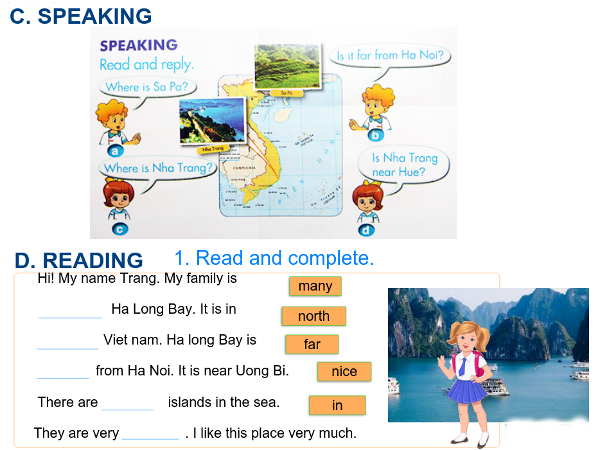 C. SPEAKING
SPEAKING
Read and reply.
Is it far from Ha Noi?
Where is Sa Pa?
Sa Pa
a
b
Nha Trang
CAMPUCHIA
Where is Nha Trang?
Is Nha Trang
near Hue?
c
d
D. READING 1. Read and complete.
Hi! My name Trang. My family is many
Ha Long Bay. It is in north
Viet nam. Ha long Bay is far
from Ha Noi. It is near Uong Bi. nice
There are islands in the sea. in
They are very . I like this place very much.